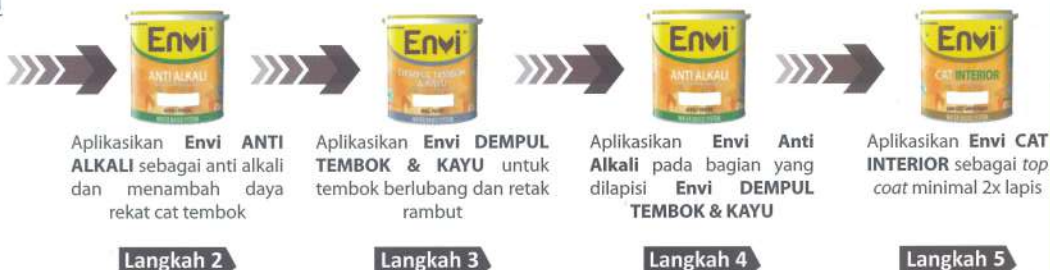 Envi
ANTI ALKALI
Envi
DEMPUL TEMBOK
& KAYU
Envi
ANTI ALKALI
Envi
CAT INTERIOR
Aplikasikan Envi ANTI
ALKALI sebagai anti alkali
dan menambah daya
rekat cat tembok
Langkah 2
Aplikasikan Envi DEMPUL
TEMBOK & KAYU untuk
tembok berlubang dan retak
rambut
Langkah 3
Aplikasikan Envi Anti
Alkali pada bagian yang
dilapisi Envi DEMPUL
TEMBOK & KAYU
Langkah 4
Aplikasikan Envi CAT
INTERIOR sebagai top
coat minimal 2x lapis
Langkah 5